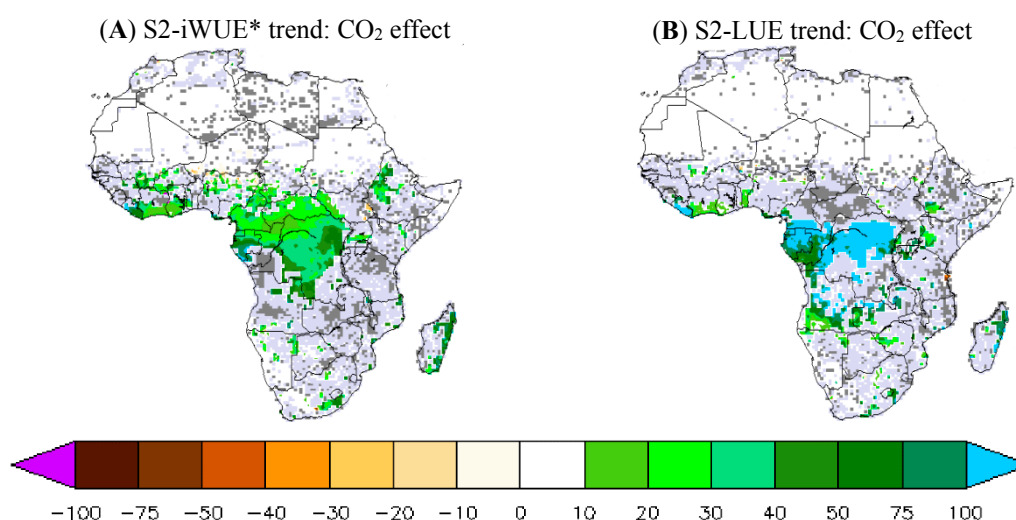 (A) S2-iWUE* trend: CO₂ effect
(B) S2-LUE trend: CO₂ effect
-100 -75 -50 -40 -30 -20 -10 0 10 20 30 40 50 75 100